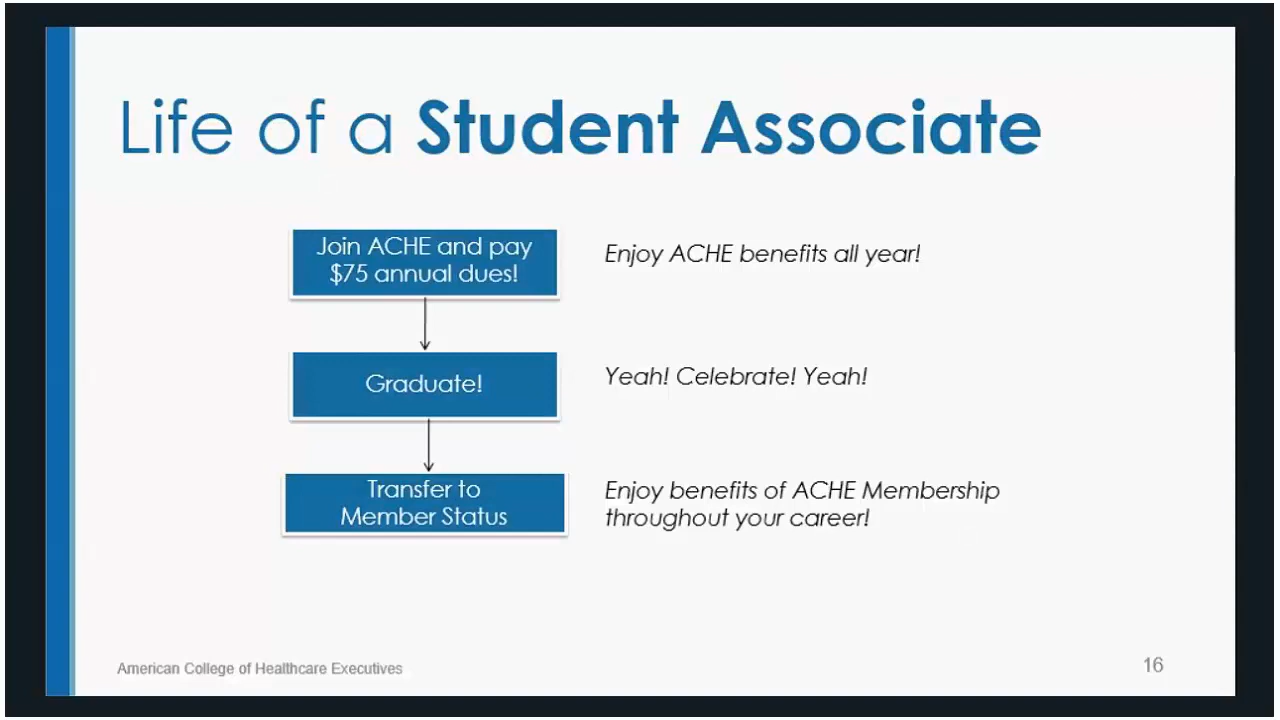 Life of a Student Associate
Join ACHE and pay
$75 annual dues!
Enjoy ACHE benefits all year!
Graduate!
Yeah! Celebrate! Yeah!
Transfer to
Member Status
Enjoy benefits of ACHE Membership
throughout your career!
American College of Healthcare Executives
16